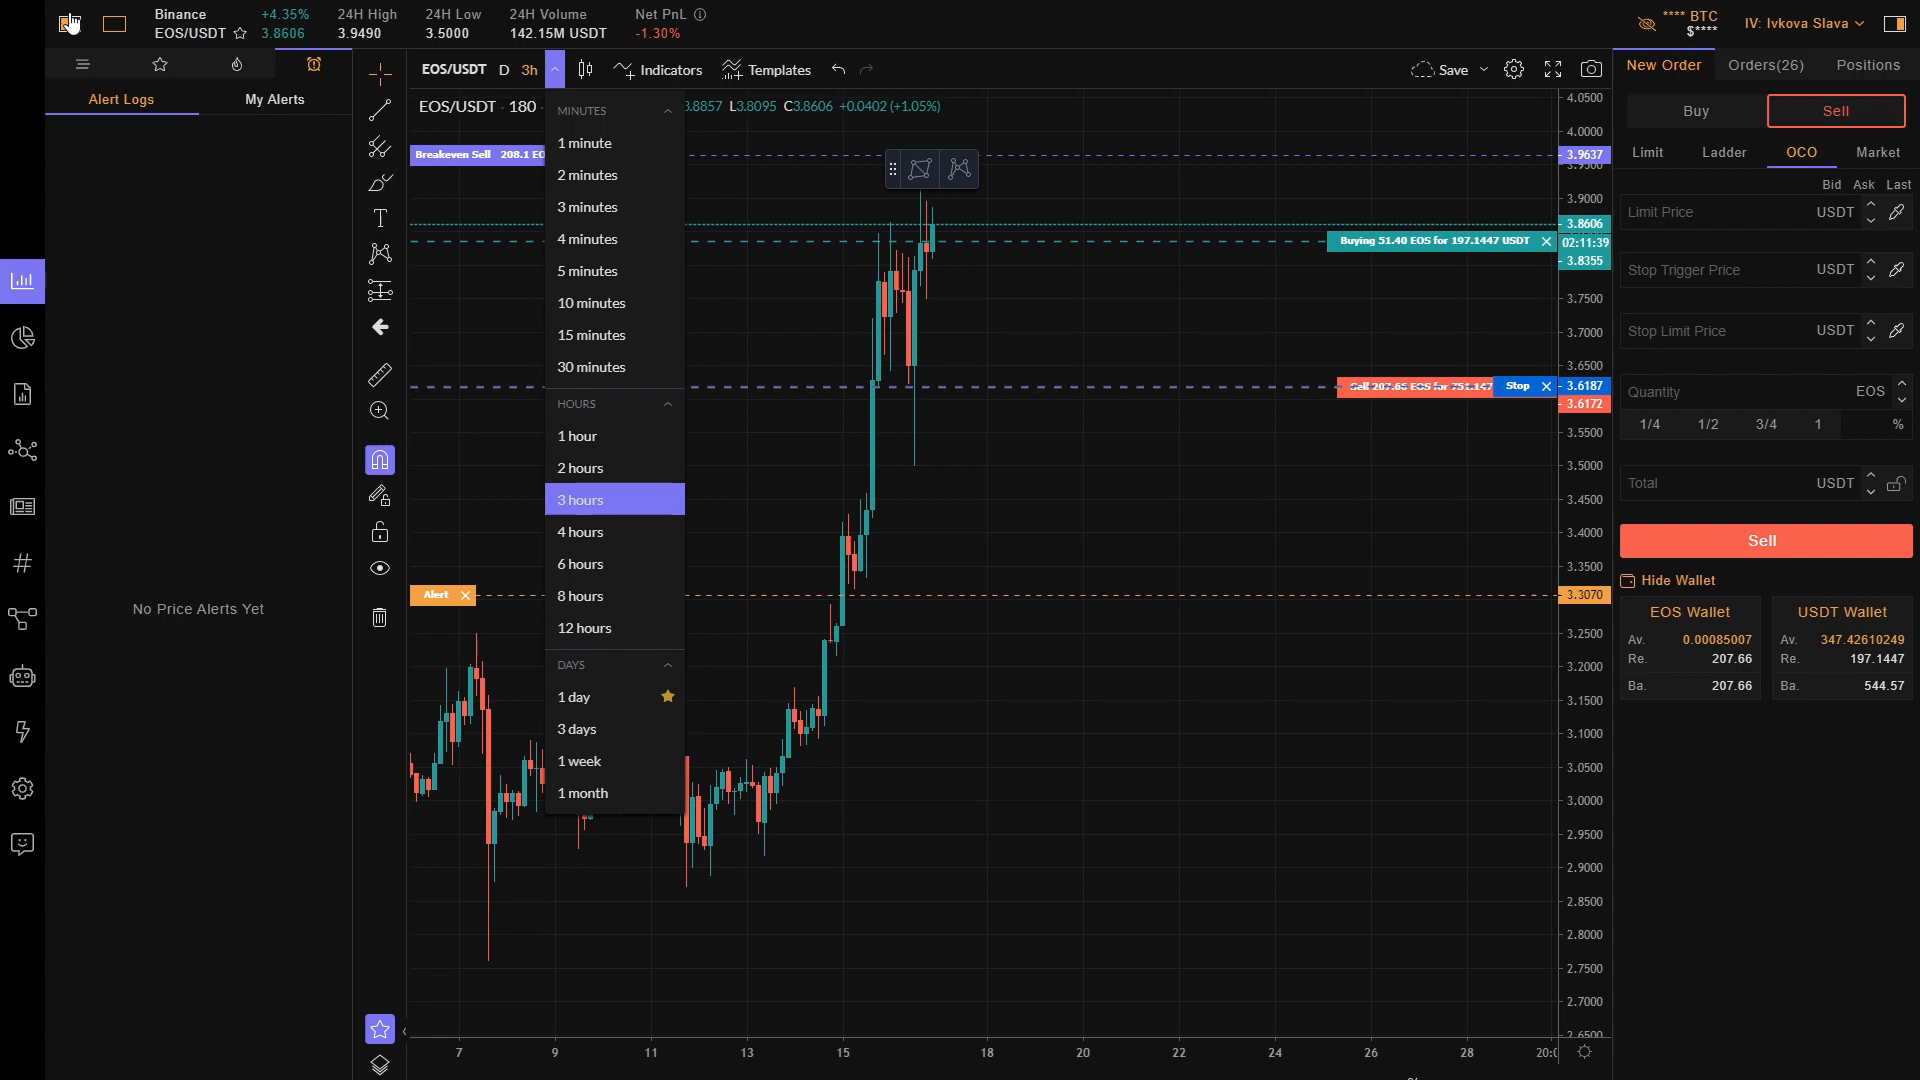 Binance +4.35% 24H High 24H Low 24H Volume Net PnL
EOS/USDT 3.8606 3.9490 3.5000 142.15M USDT -1.30%
**** BTC
$****
IV: Ivkova Slava
Alert Logs My Alerts
No Price Alerts Yet
EOS/USDT D 3h Indicators Templates Save
EOS/USDT · 180 3.8857 L3.8095 C3.8606 +0.0402 (+1.05%)
MINUTES
1 minute
2 minutes
3 minutes
4 minutes
5 minutes
10 minutes
15 minutes
30 minutes
HOURS
1 hour
2 hours
3 hours
4 hours
6 hours
8 hours
12 hours
DAYS
1 day
3 days
1 week
1 month
Breakeven Sell 208.1 EO
Buying 51.40 EOS for 197.1447 USDT
Sell 207.66 EOS for 751.147 Stop
Alert
4.0500
4.0000
3.9637
3.9500
3.9000
3.8606
02:11:39
3.8355
3.7500
3.7000
3.6500
3.6187
3.6172
3.5500
3.5000
3.4500
3.4000
3.3500
3.3070
3.2500
3.2000
3.1500
3.1000
3.0500
3.0000
2.9500
2.9000
2.8500
2.8000
2.7500
2.7000
2.6500
7 9 11 13 15 18 20 22 24 26 28
New Order Orders(26) Positions
Buy Sell
Limit Ladder OCO Market
Bid Ask Last
Limit Price USDT
Stop Trigger Price USDT
Stop Limit Price USDT
Quantity EOS
1/4 1/2 3/4 1 %
Total USDT
Sell
Hide Wallet
EOS Wallet
Av. 0.00085007
Re. 207.66
Ba. 207.66
USDT Wallet
Av. 347.42610249
Re. 197.1447
Ba. 544.57